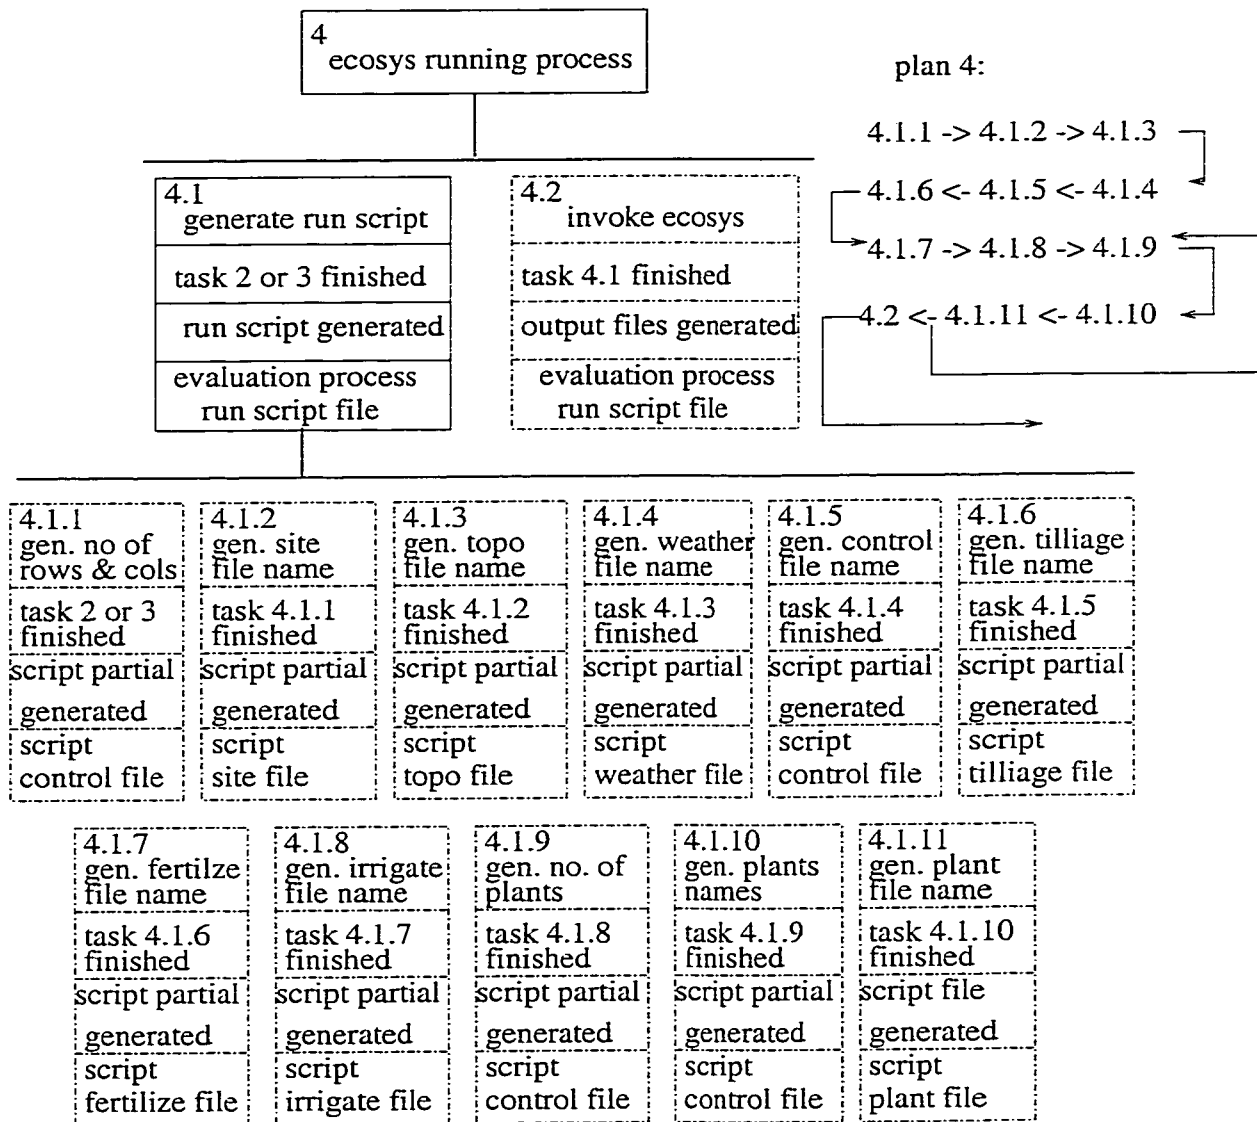 4
ecosys running process
plan 4:
4.1.1 -> 4.1.2 -> 4.1.3
4.1.6 <- 4.1.5 <- 4.1.4
4.1.7 -> 4.1.8 -> 4.1.9
4.2 <- 4.1.11 <- 4.1.10
4.1
generate run script
task 2 or 3 finished
run script generated
evaluation process
run script file
4.2
invoke ecosys
task 4.1 finished
output files generated
evaluation process
run script file
4.1.1
gen. no of
rows & cols
task 2 or 3
finished
script partial
generated
script
control file
4.1.2
gen. site
file name
task 4.1.1
finished
script partial
generated
script
site file
4.1.3
gen. topo
file name
task 4.1.2
finished
script partial
generated
script
topo file
4.1.4
gen. weather
file name
task 4.1.3
finished
script partial
generated
script
weather file
4.1.5
gen. control
file name
task 4.1.4
finished
script partial
generated
script
control file
4.1.6
gen. tilliage
file name
task 4.1.5
finished
script partial
generated
script
tilliage file
4.1.7
gen. fertilze
file name
task 4.1.6
finished
script partial
generated
script
fertilize file
4.1.8
gen. irrigate
file name
task 4.1.7
finished
script partial
generated
script
irrigate file
4.1.9
gen. no. of
plants
task 4.1.8
finished
script partial
generated
script
control file
4.1.10
gen. plants
names
task 4.1.9
finished
script partial
generated
script
control file
4.1.11
gen. plant
file name
task 4.1.10
finished
script file
generated
script
plant file